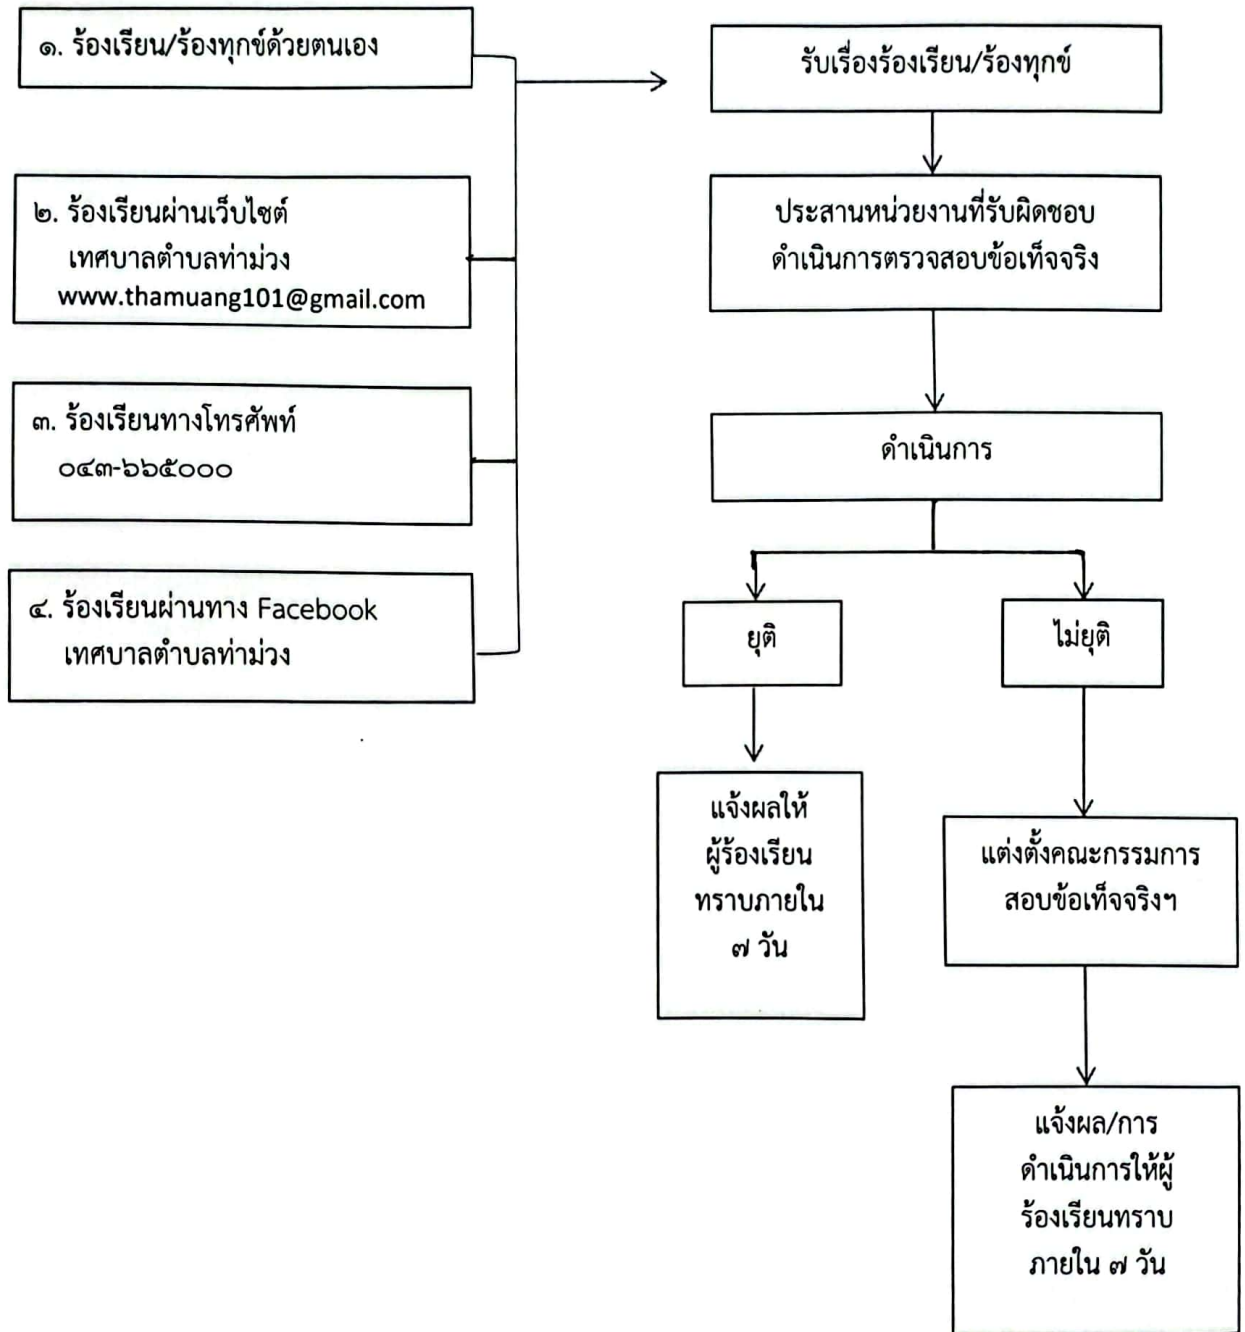 ๑. ร้องเรียน/ร้องทุกข์ด้วยตนเอง
๒. ร้องเรียนผ่านเว็บไซต์
เทศบาลตำบลท่าม่วง
www.thamuang101@gmail.com
๓. ร้องเรียนทางโทรศัพท์
๐๔๓-๖๖๕๐๐๐
๔. ร้องเรียนผ่านทาง Facebook
เทศบาลตำบลท่าม่วง
รับเรื่องร้องเรียน/ร้องทุกข์
ประสานหน่วยงานที่รับผิดชอบ
ดำเนินการตรวจสอบข้อเท็จจริง
ดำเนินการ
ยุติ
ไม่ยุติ
แจ้งผลให้
ผู้ร้องเรียน
ทราบภายใน
๗ วัน
แต่งตั้งคณะกรรมการ
สอบข้อเท็จจริงฯ
แจ้งผล/การ
ดำเนินการให้ผู้
ร้องเรียนทราบ
ภายใน ๗ วัน